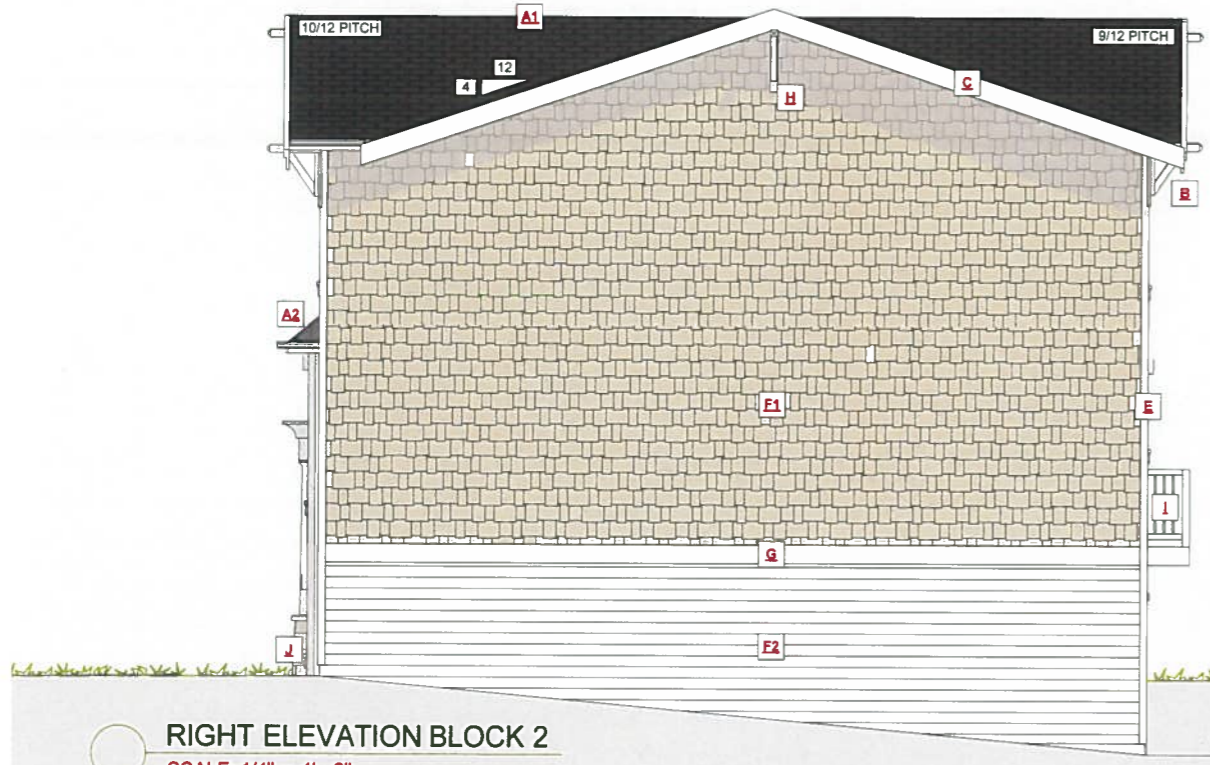 A1
10/12 PITCH
9/12 PITCH
12
4
C
H
B
A2
F1
E
I
G
F2
J
RIGHT ELEVATION BLOCK 2